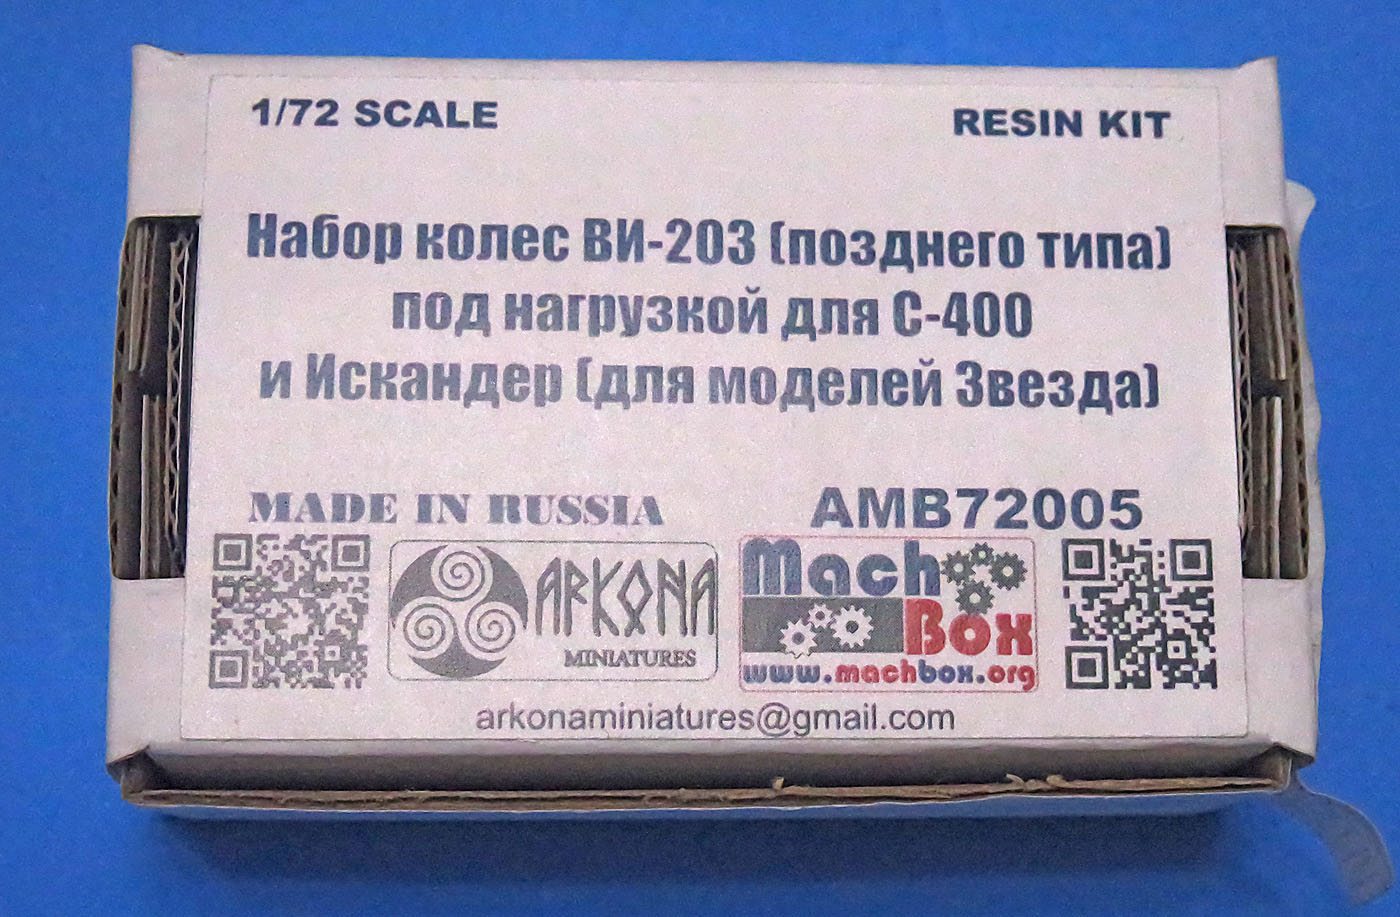 1/72 SCALE
RESIN KIT
Набор колес ВИ-203 (позднего типа)
под нагрузкой для С-400
и Искандер (для моделей Звезда)
MADE IN RUSSIA
AMB72005
ARKONA
MINIATURES
Mach
Box
www.machbox.org
arkonaminiatures@gmail.com